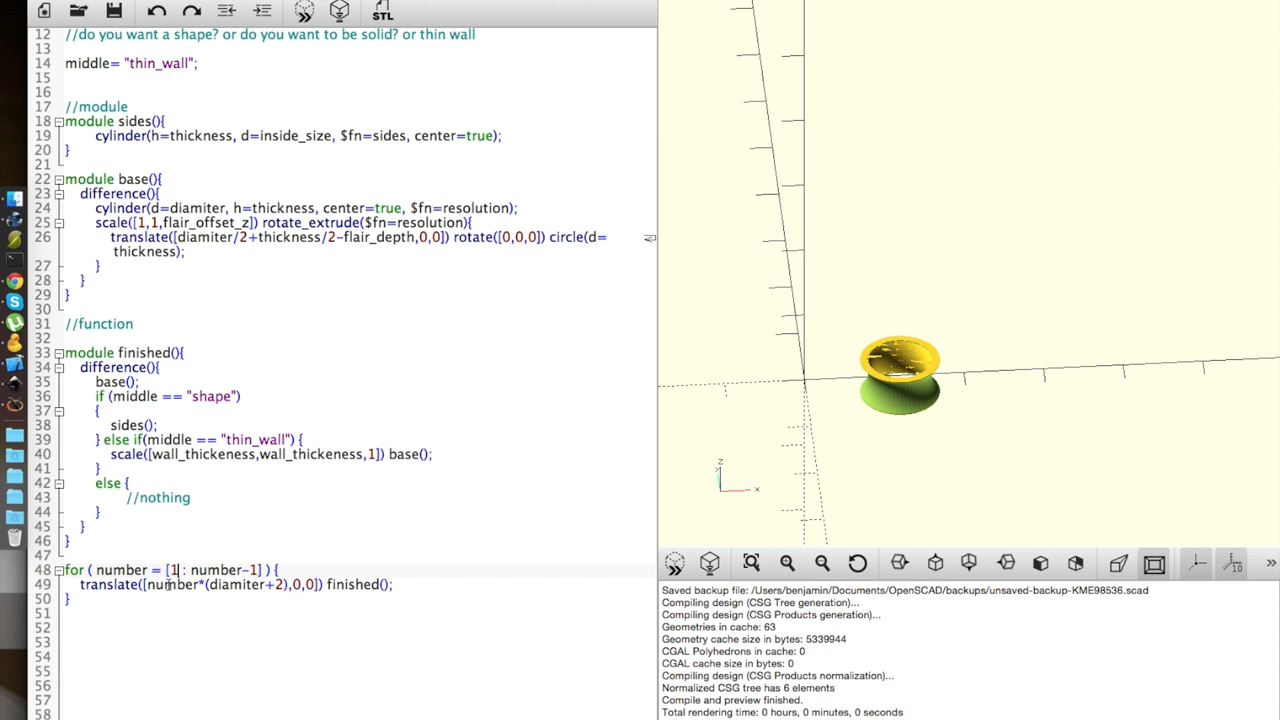 STL
12 //do you want a shape? or do you want to be solid? or thin wall
13
14 middle= "thin_wall";
15
16
17 //module
18 module sides(){
19 cylinder(h=thickness, d=inside_size, $fn=sides, center=true);
20 }
21
22 module base(){
23 difference(){
24 cylinder(d=diamiter, h=thickness, center=true, $fn=resolution);
25 scale([1,1,flair_offset_z]) rotate_extrude($fn=resolution){
26 translate([diamiter/2+thickness/2-flair_depth,0,0]) rotate([0,0,0]) circle(d=
thickness);
27 }
28 }
29 }
30
31 //function
32
33 module finished(){
34 difference(){
35 base();
36 if (middle == "shape")
37 {
38 sides();
39 } else if(middle == "thin_wall") {
40 scale([wall_thickeness,wall_thickeness,1]) base();
41 }
42 else {
43 //nothing
44 }
45 }
46 }
47
48 for ( number = [1 : number-1] ) {
49 translate([number*(diamiter+2),0,0]) finished();
50 }
51
52
53
54
55
56
57
58
z
y
x
10
»
Saved backup file: /Users/benjamin/Documents/OpenSCAD/backups/unsaved-backup-KME98536.scad
Compiling design (CSG Tree generation)...
Compiling design (CSG Products generation)...
Geometries in cache: 63
Geometry cache size in bytes: 5339944
CGAL Polyhedrons in cache: 0
CGAL cache size in bytes: 0
Compiling design (CSG Products normalization)...
Normalized CSG tree has 6 elements
Compile and preview finished.
Total rendering time: 0 hours, 0 minutes, 0 seconds